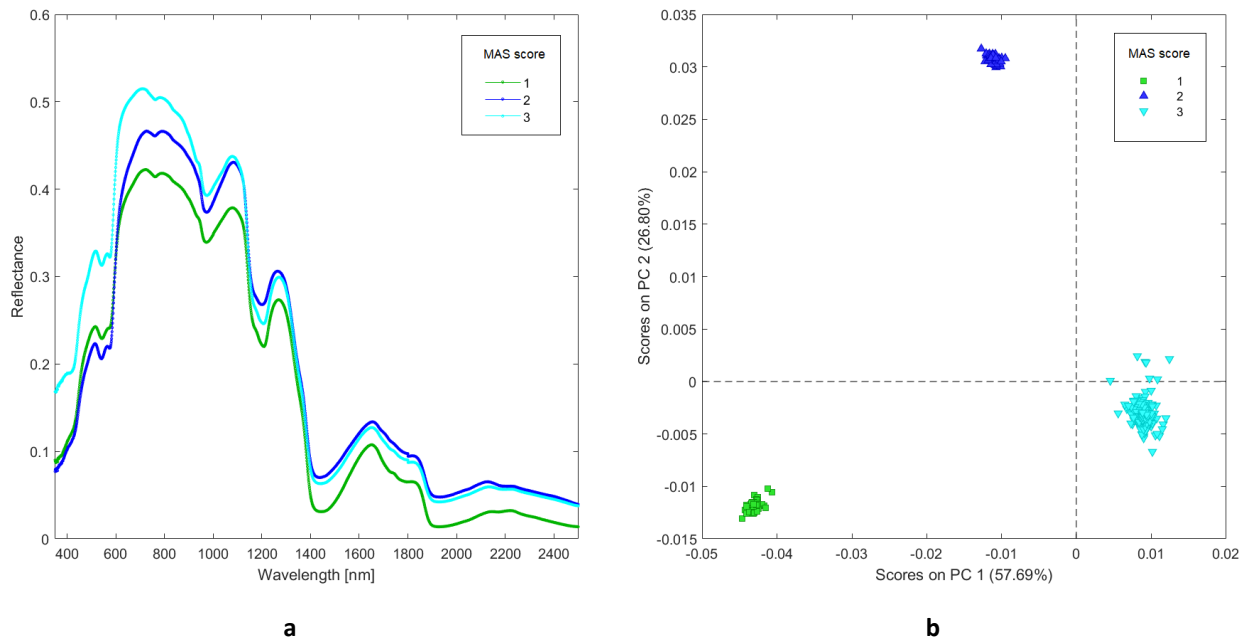 0.6
0.5
0.4
0.3
0.2
0.1
0
Reflectance
400 600 800 1000 1200 1400 1600 1800 2000 2200 2400
Wavelength [nm]
MAS score
1
2
3
a
0.035
0.03
0.025
0.02
0.015
0.01
0.005
0
-0.005
-0.01
-0.015
Scores on PC 2 (26.80%)
-0.05 -0.04 -0.03 -0.02 -0.01 0 0.01 0.02
Scores on PC 1 (57.69%)
MAS score
1
2
3
b